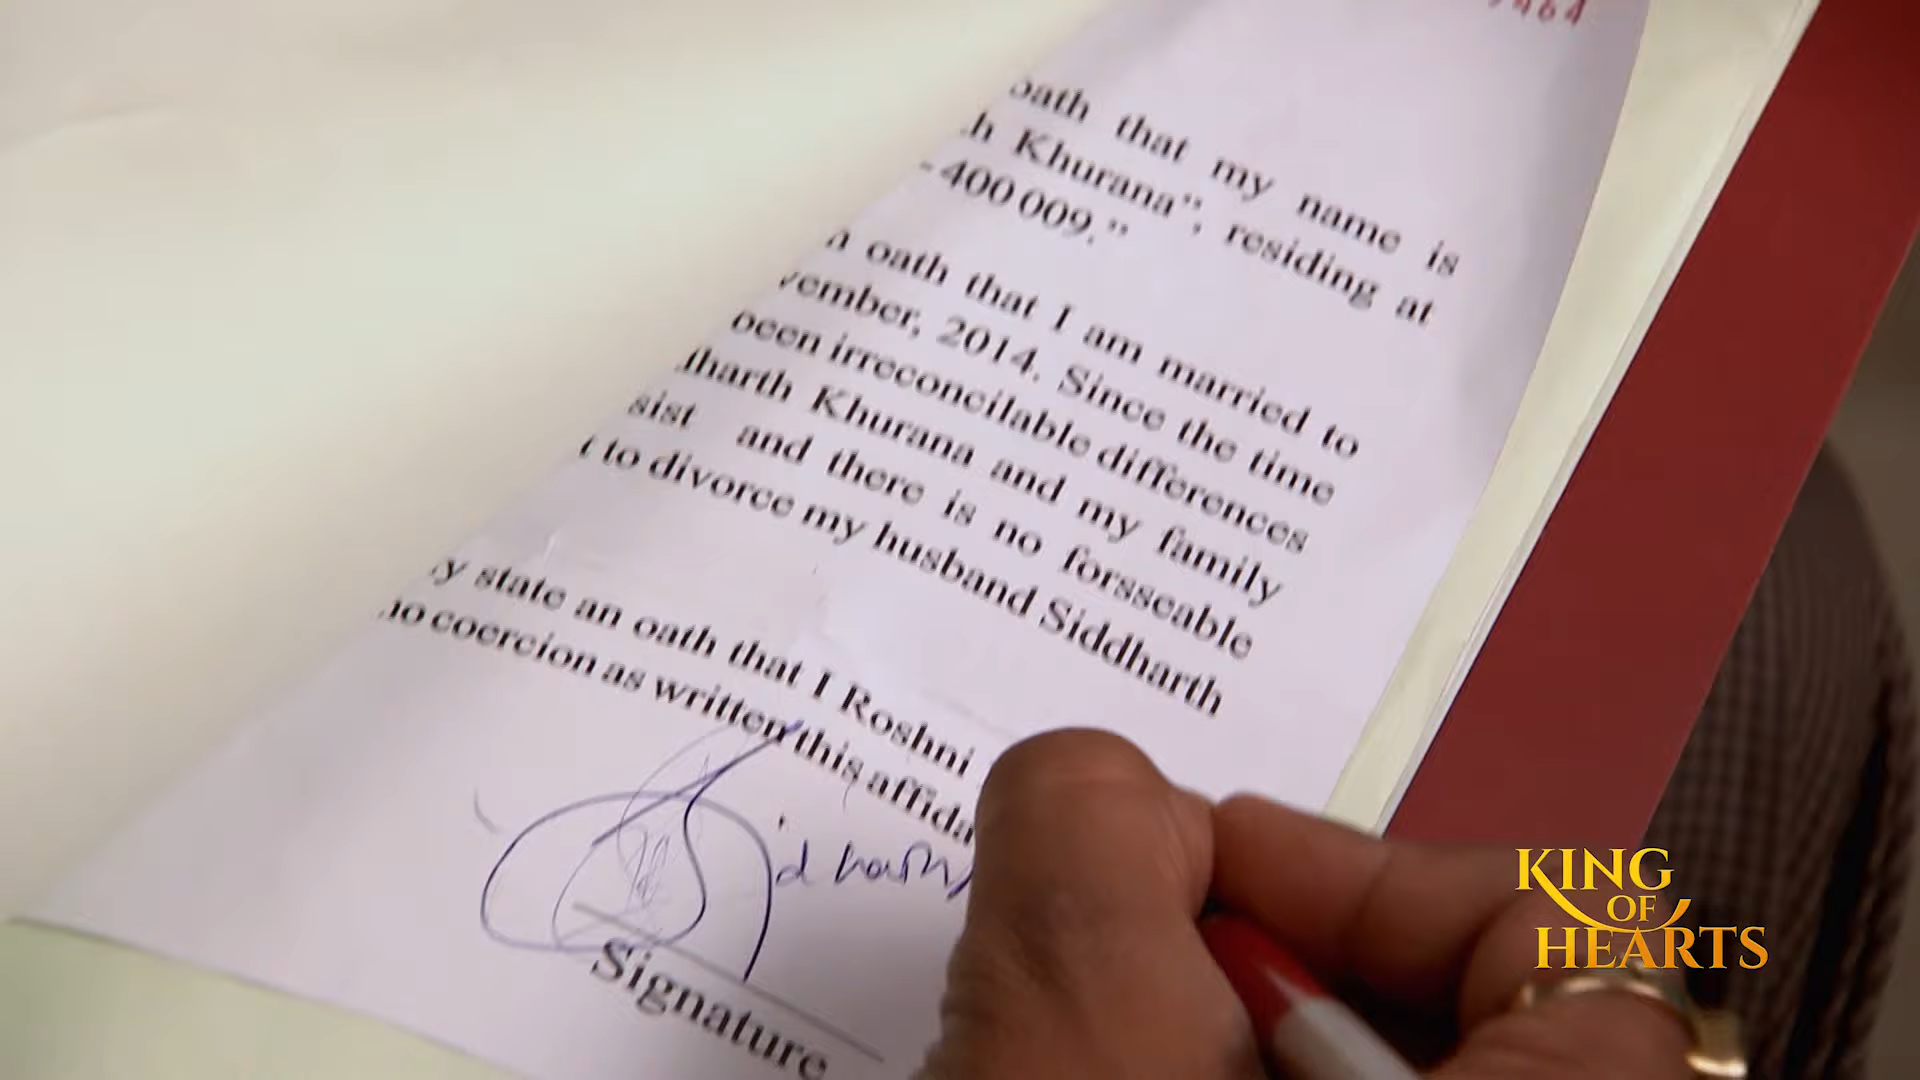 7464
oath that my name is
h Khurana”, residing at
- 400 009.”
n oath that I am married to
vember, 2014. Since the time
been irreconcilable differences
dharth Khurana and my family
sist and there is no forsseable
t to divorce my husband Siddharth
y state an oath that I Roshni
no coercion as written this affida
Signature
KING
OF
HEARTS